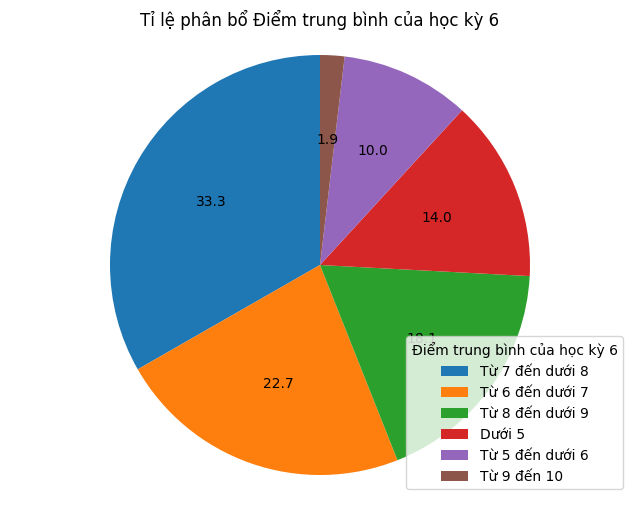 Tỉ lệ phân bổ Điểm trung bình của học kỳ 6
1.9
10.0
33.3
14.0
18.1
22.7
Điểm trung bình của học kỳ 6
Từ 7 đến dưới 8
Từ 6 đến dưới 7
Từ 8 đến dưới 9
Dưới 5
Từ 5 đến dưới 6
Từ 9 đến 10